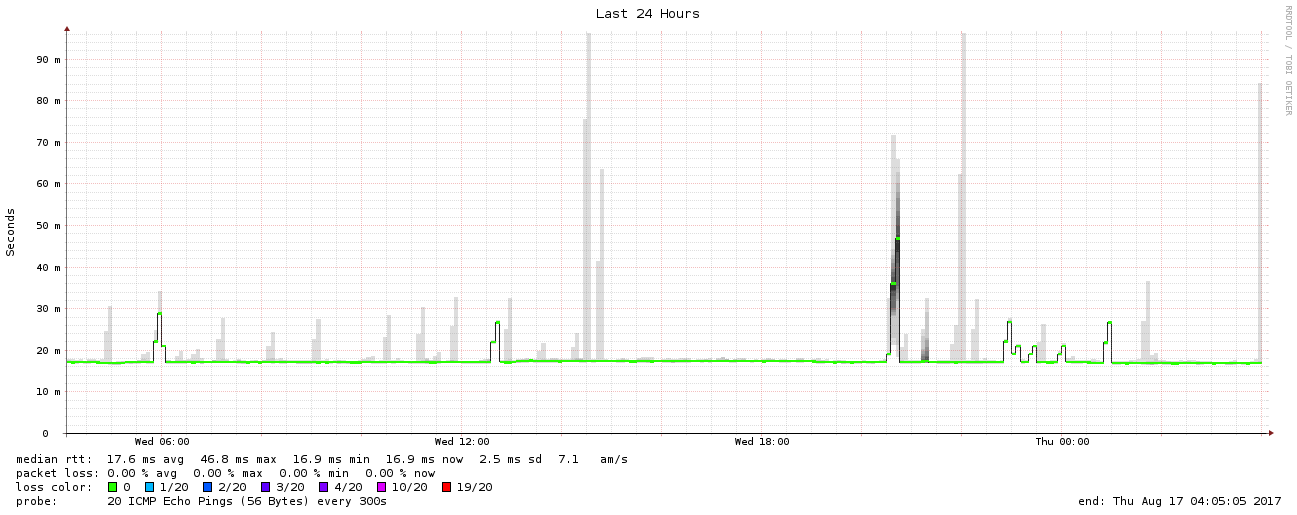 Last 24 Hours
RRDTOOL / TOBI OETIKER
Seconds
90 m
80 m
70 m
60 m
50 m
40 m
30 m
20 m
10 m
0
Wed 06:00 Wed 12:00 Wed 18:00 Thu 00:00
median rtt: 17.6 ms avg 46.8 ms max 16.9 ms min 16.9 ms now 2.5 ms sd 7.1 am/s
packet loss: 0.00 % avg 0.00 % max 0.00 % min 0.00 % now
loss color: 0 1/20 2/20 3/20 4/20 10/20 19/20
probe: 20 ICMP Echo Pings (56 Bytes) every 300s end: Thu Aug 17 04:05:05 2017